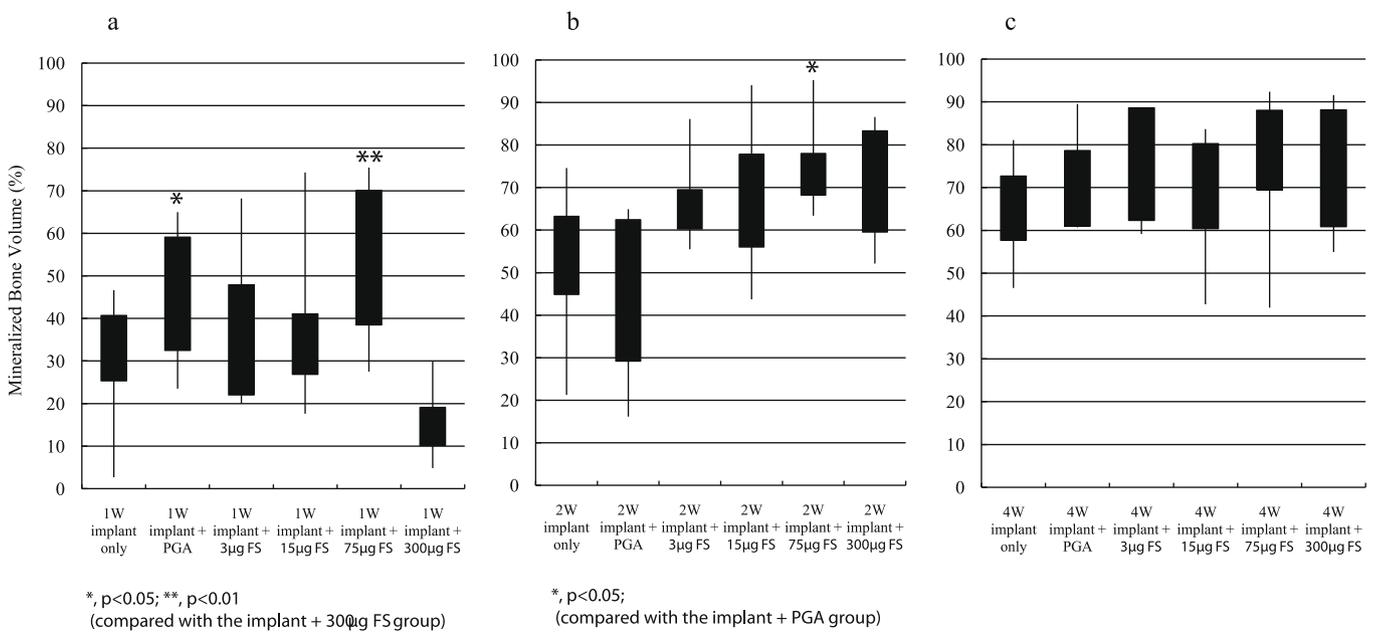 a
Mineralized Bone Volume (%)
100
90
80
70
60
50
40
30
20
10
0
*
**
1W
implant
only
1W
implant +
PGA
1W
implant +
3μg FS
1W
implant +
15μg FS
1W
implant +
75μg FS
1W
implant +
300μg FS
*, p<0.05; **, p<0.01
(compared with the implant + 300μg FS group)
b
100
90
80
70
60
50
40
30
20
10
0
*
2W
implant
only
2W
implant +
PGA
2W
implant +
3μg FS
2W
implant +
15μg FS
2W
implant +
75μg FS
2W
implant +
300μg FS
*, p<0.05;
(compared with the implant + PGA group)
c
100
90
80
70
60
50
40
30
20
10
0
4W
implant
only
4W
implant +
PGA
4W
implant +
3μg FS
4W
implant +
15μg FS
4W
implant +
75μg FS
4W
implant +
300μg FS